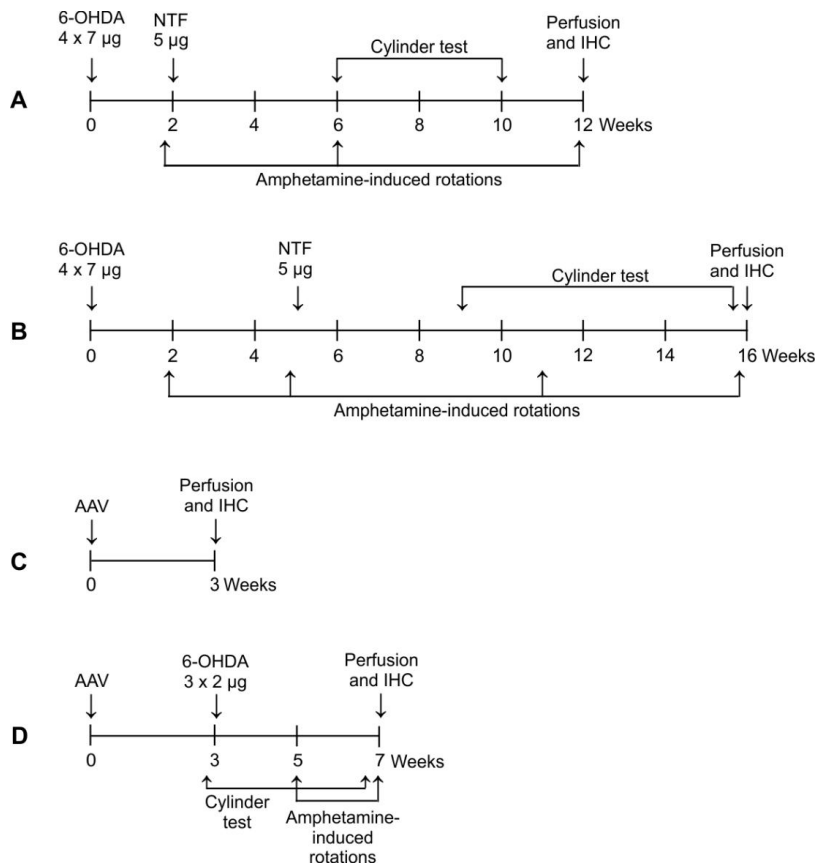 6-OHDA
4 x 7 µg
NTF
5 µg
Cylinder test
Perfusion
and IHC
A
0 2 4 6 8 10 12 Weeks
Amphetamine-induced rotations
6-OHDA
4 x 7 µg
NTF
5 µg
Cylinder test
Perfusion
and IHC
B
0 2 4 6 8 10 12 14 16 Weeks
Amphetamine-induced rotations
AAV
Perfusion
and IHC
C
0 3 Weeks
AAV
6-OHDA
3 x 2 µg
Perfusion
and IHC
D
0 3 5 7 Weeks
Cylinder
test
Amphetamine-
induced
rotations